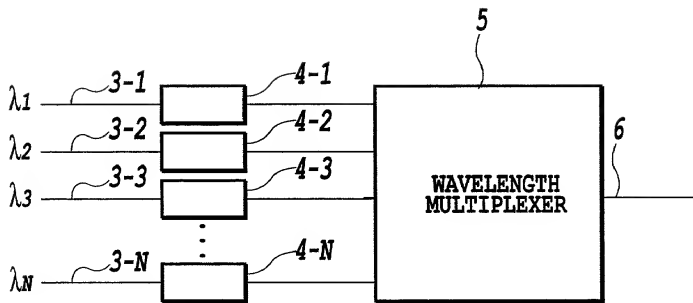 5
λ1 3-1 4-1
λ2 3-2 4-2
λ3 3-3 4-3
WAVELENGTH
MULTIPLEXER
6
λN 3-N 4-N